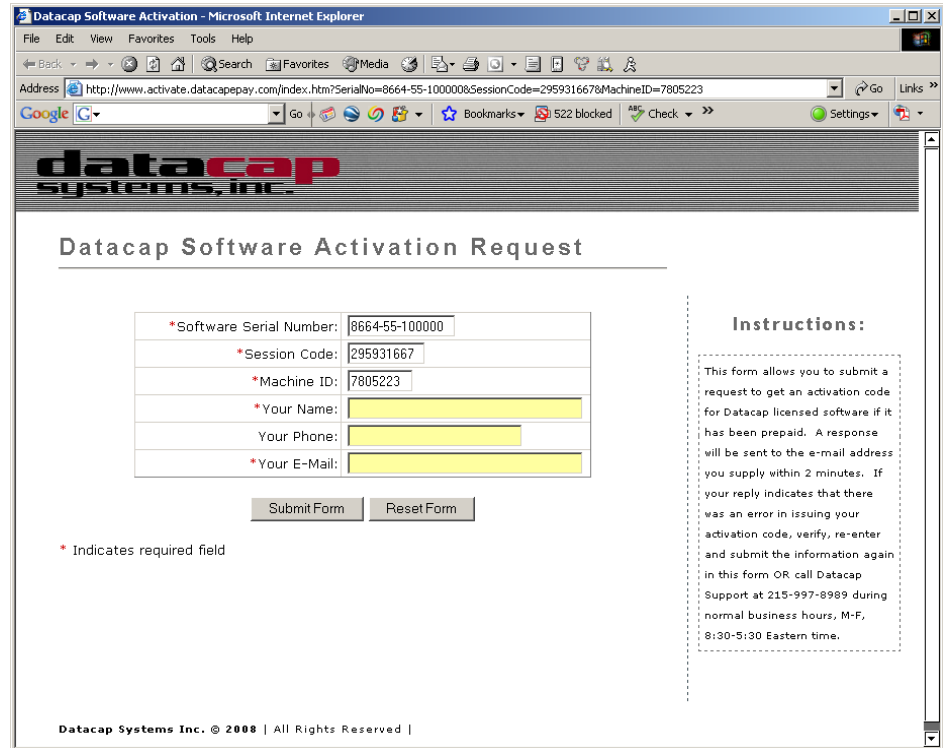 Datacap Software Activation - Microsoft Internet Explorer
File Edit View Favorites Tools Help
Back Search Favorites Media
Address http://www.activate.datacapepay.com/index.htm?SerialNo=8664-55-100000&SessionCode=295931667&MachineID=7805223 Go Links »
Google G Go Bookmarks 522 blocked ABC Check » Settings
datacap
systems, inc.
Datacap Software Activation Request
*Software Serial Number: 8664-55-100000
*Session Code: 295931667
*Machine ID: 7805223
*Your Name:
Your Phone:
*Your E-Mail:
Submit Form Reset Form
* Indicates required field
Instructions:
This form allows you to submit a
request to get an activation code
for Datacap licensed software if it
has been prepaid. A response
will be sent to the e-mail address
you supply within 2 minutes. If
your reply indicates that there
was an error in issuing your
activation code, verify, re-enter
and submit the information again
in this form OR call Datacap
Support at 215-997-8989 during
normal business hours, M-F,
8:30-5:30 Eastern time.
Datacap Systems Inc. © 2008 | All Rights Reserved |